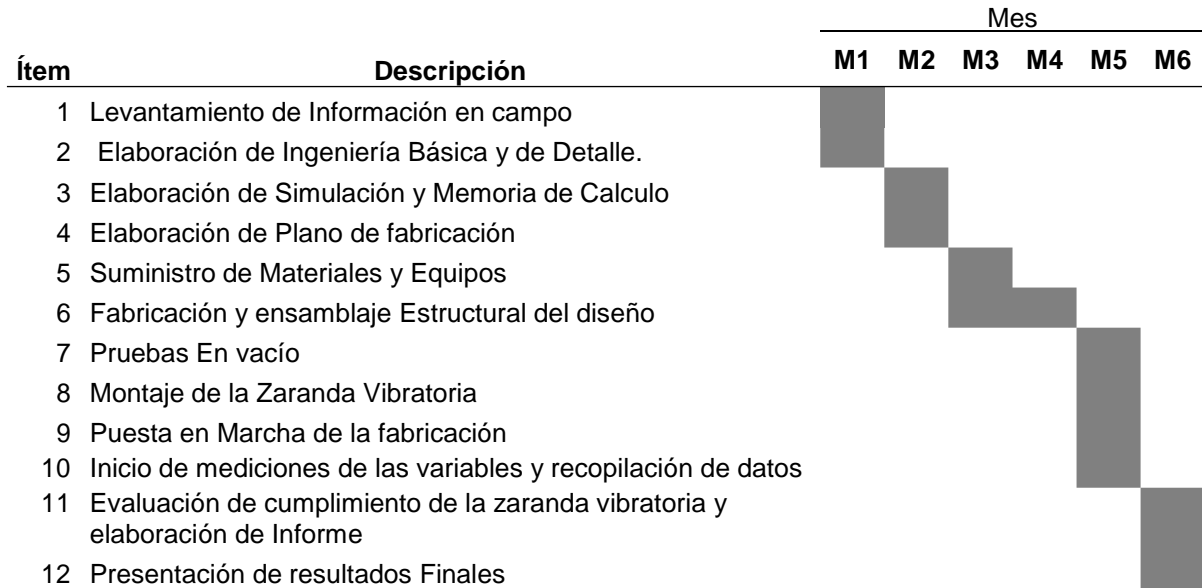 Mes
Ítem Descripción M1 M2 M3 M4 M5 M6
1 Levantamiento de Información en campo
2 Elaboración de Ingeniería Básica y de Detalle.
3 Elaboración de Simulación y Memoria de Calculo
4 Elaboración de Plano de fabricación
5 Suministro de Materiales y Equipos
6 Fabricación y ensamblaje Estructural del diseño
7 Pruebas En vacío
8 Montaje de la Zaranda Vibratoria
9 Puesta en Marcha de la fabricación
10 Inicio de mediciones de las variables y recopilación de datos
11 Evaluación de cumplimiento de la zaranda vibratoria y
elaboración de Informe
12 Presentación de resultados Finales